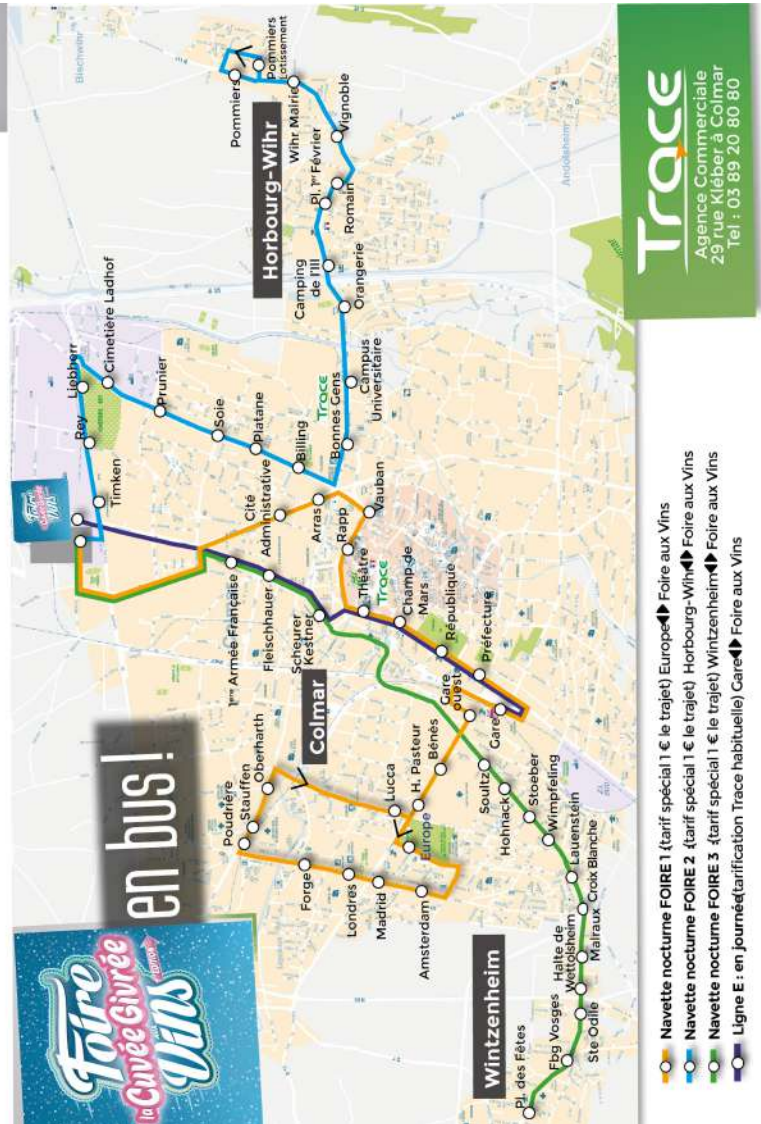 Foire
la Cuvée Givrée
ÉDITION
Vins
en bus !
Wintzenheim
Colmar
Horbourg-Wihr
Bischwihr
Andolsheim
Pl. des Fêtes
Fbg Vosges
Ste Odile
Halte de
Wettolsheim
Malraux
Croix Blanche
Lauenstein
Wimpfeling
Stoeber
Hohnack
Soultz
Poudrière
Stauffen
Oberharth
Forge
Londres
Madrid
Amsterdam
Europe
Lucca
H. Pasteur
Bénès
Gare
ouest
Gare
Préfecture
République
Champ de
Mars
Théâtre
Trace
Rapp
Vauban
Arras
Cité
Administrative
Scheurer
Kestner
Fleischhauer
1ère Armée Française
Timken
Rey
Liebherr
Cimetière Ladhof
Prunier
Soie
Platane
Billing
Trace
Bonnes Gens
Campus
Universitaire
Orangerie
Camping
de l'Ill
Pl. 1er Février
Romain
Vignoble
Wihr Mairie
Pommiers
Pommiers
Lotissement
Navette nocturne FOIRE 1 (tarif spécial 1 € le trajet) Europe Foire aux Vins
Navette nocturne FOIRE 2 (tarif spécial 1 € le trajet) Horbourg-Wihr Foire aux Vins
Navette nocturne FOIRE 3 (tarif spécial 1 € le trajet) Wintzenheim Foire aux Vins
Ligne E : en journée (tarification Trace habituelle) Gare Foire aux Vins
Trace
Agence Commerciale
29 rue Kléber à Colmar
Tel : 03 89 20 80 80